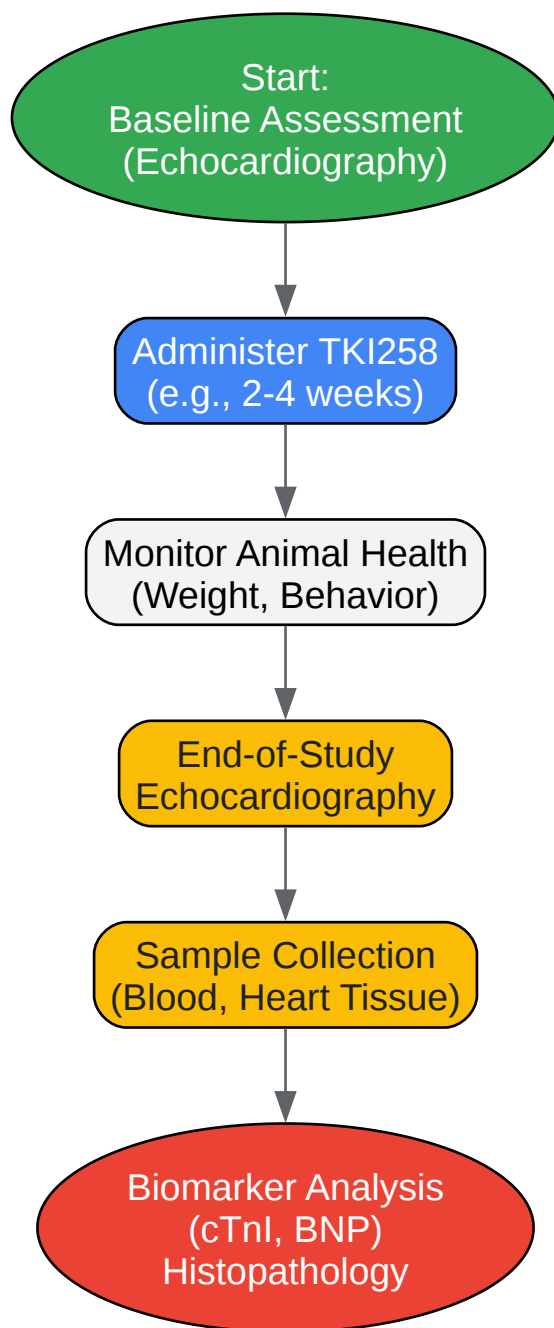 Start:
Baseline Assessment
(Echocardiography)
Administer TKI258
(e.g., 2-4 weeks)
Monitor Animal Health
(Weight, Behavior)
End-of-Study
Echocardiography
Sample Collection
(Blood, Heart Tissue)
Biomarker Analysis
(cTnI, BNP)
Histopathology